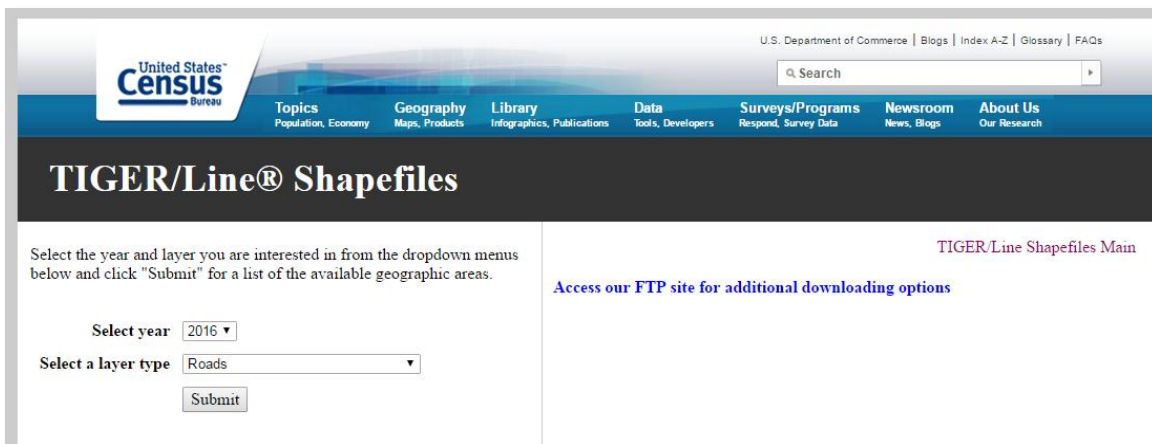 U.S. Department of Commerce | Blogs | Index A-Z | Glossary | FAQs
United States™
Census
Bureau
Search
Topics
Population, Economy
Geography
Maps, Products
Library
Infographics, Publications
Data
Tools, Developers
Surveys/Programs
Respond, Survey Data
Newsroom
News, Blogs
About Us
Our Research
TIGER/Line® Shapefiles
Select the year and layer you are interested in from the dropdown menus
below and click "Submit" for a list of the available geographic areas.
Select year 2016
Select a layer type Roads
Submit
TIGER/Line Shapefiles Main
Access our FTP site for additional downloading options